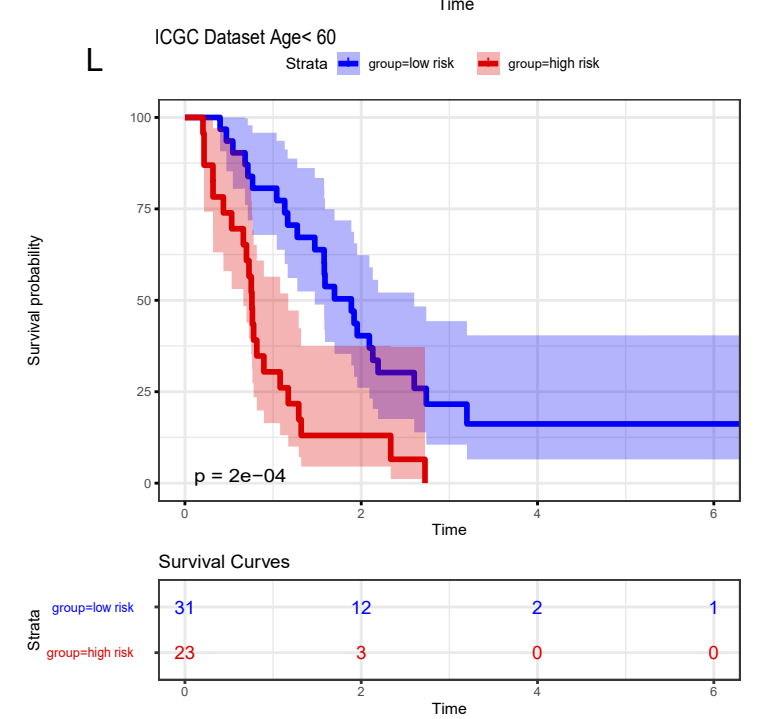 Time
ICGC Dataset Age< 60
L
Strata group=low risk group=high risk
Survival probability
100
75
50
25
0
p = 2e−04
0 2 4 6
Time
Survival Curves
Strata
group=low risk 31 12 2 1
group=high risk 23 3 0 0
0 2 4 6
Time